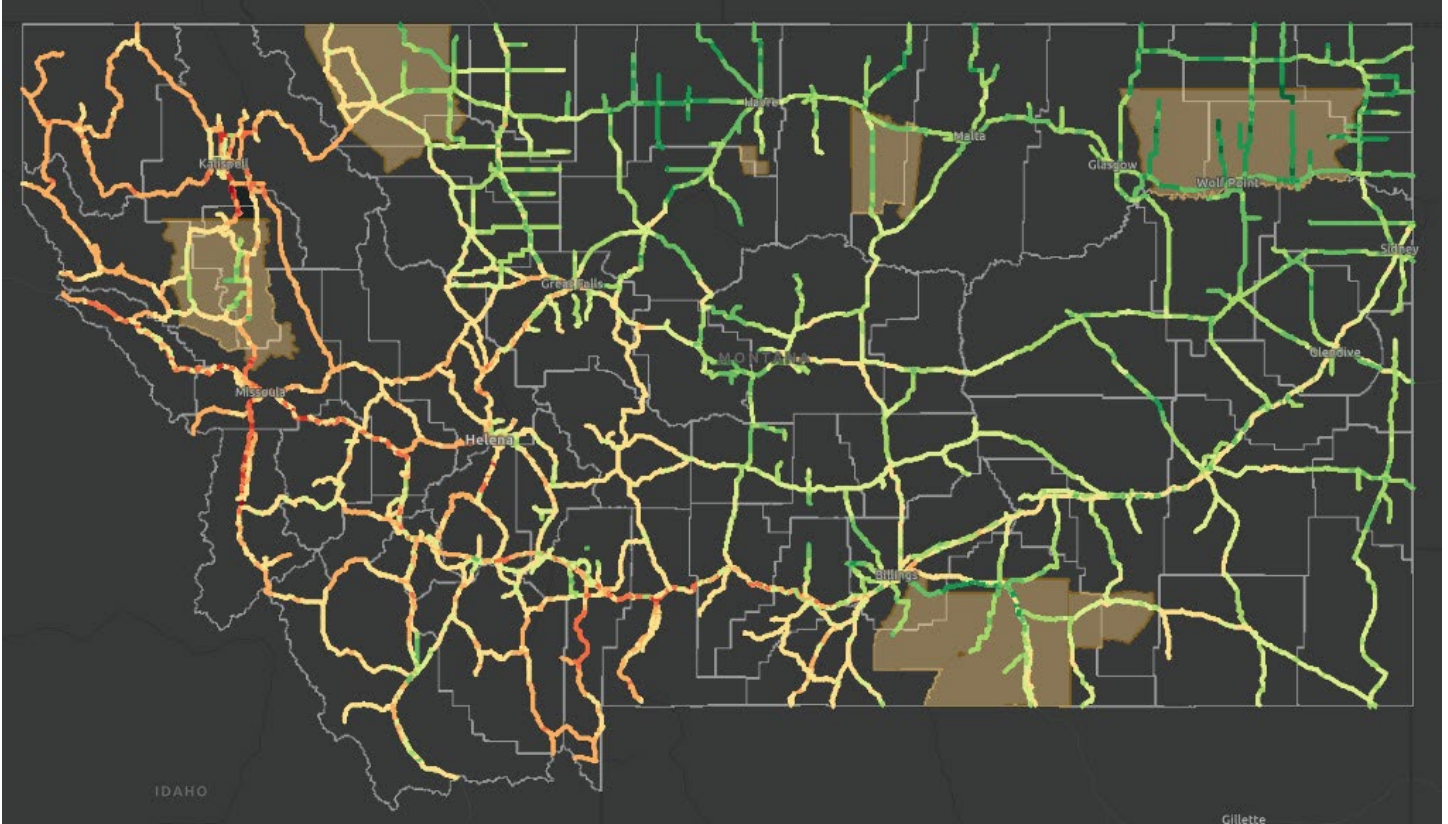 Havre
Malta
Kalispell
Glasgow
Wolf Point
Sidney
Great Falls
MONTANA
Glendive
Missoula
Helena
Billings
IDAHO
Gillette